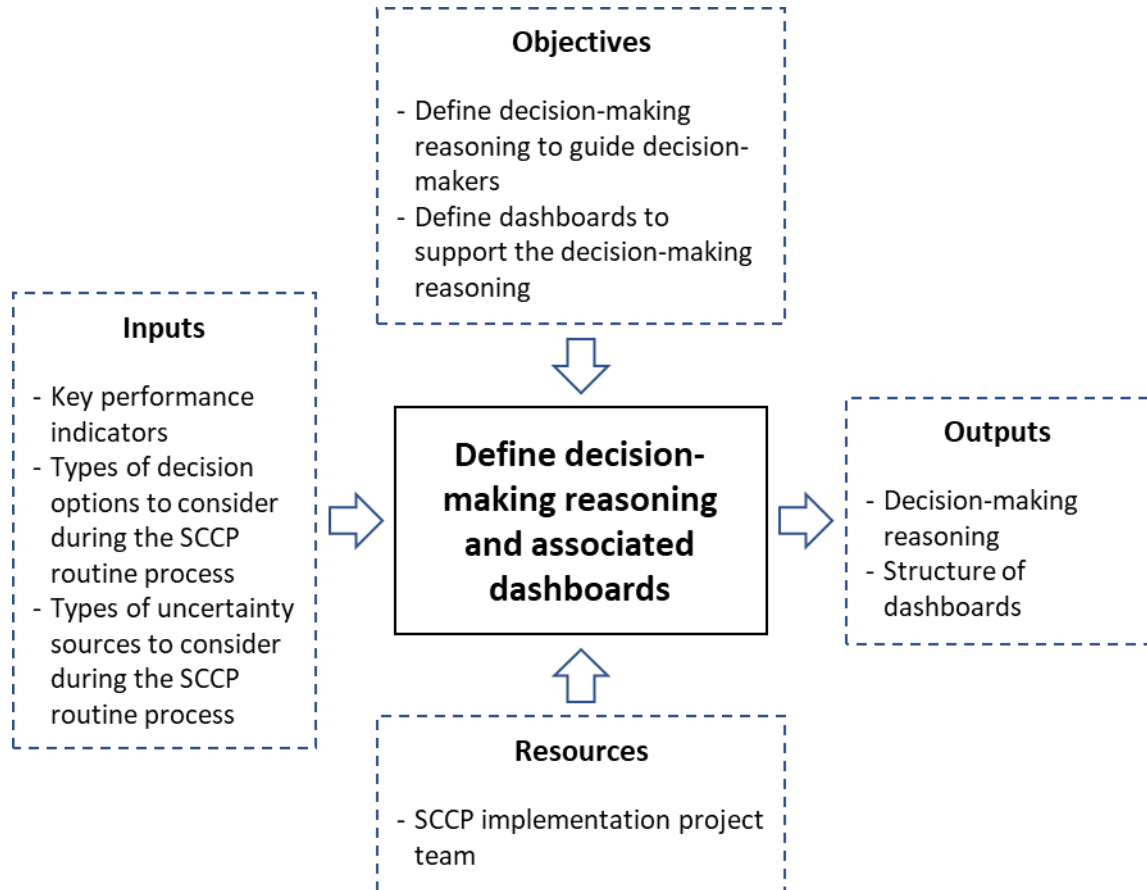 Objectives
- Define decision-making
reasoning to guide decision-
makers
- Define dashboards to
support the decision-making
reasoning
Inputs
- Key performance
indicators
- Types of decision
options to consider
during the SCCP
routine process
- Types of uncertainty
sources to consider
during the SCCP
routine process
Define decision-
making reasoning
and associated
dashboards
Outputs
- Decision-making
reasoning
- Structure of
dashboards
Resources
- SCCP implementation project
team